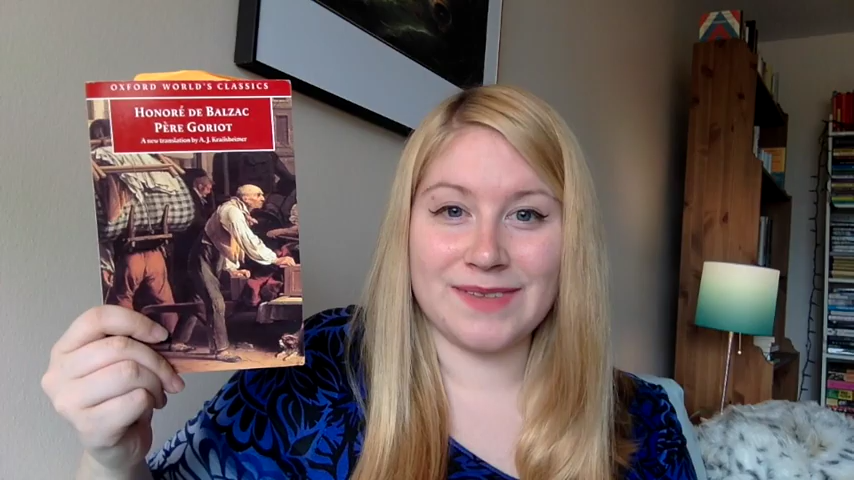 OXFORD WORLD'S CLASSICS
HONORÉ DE BALZAC
PÈRE GORIOT
A new translation by A. J. Krailsheimer